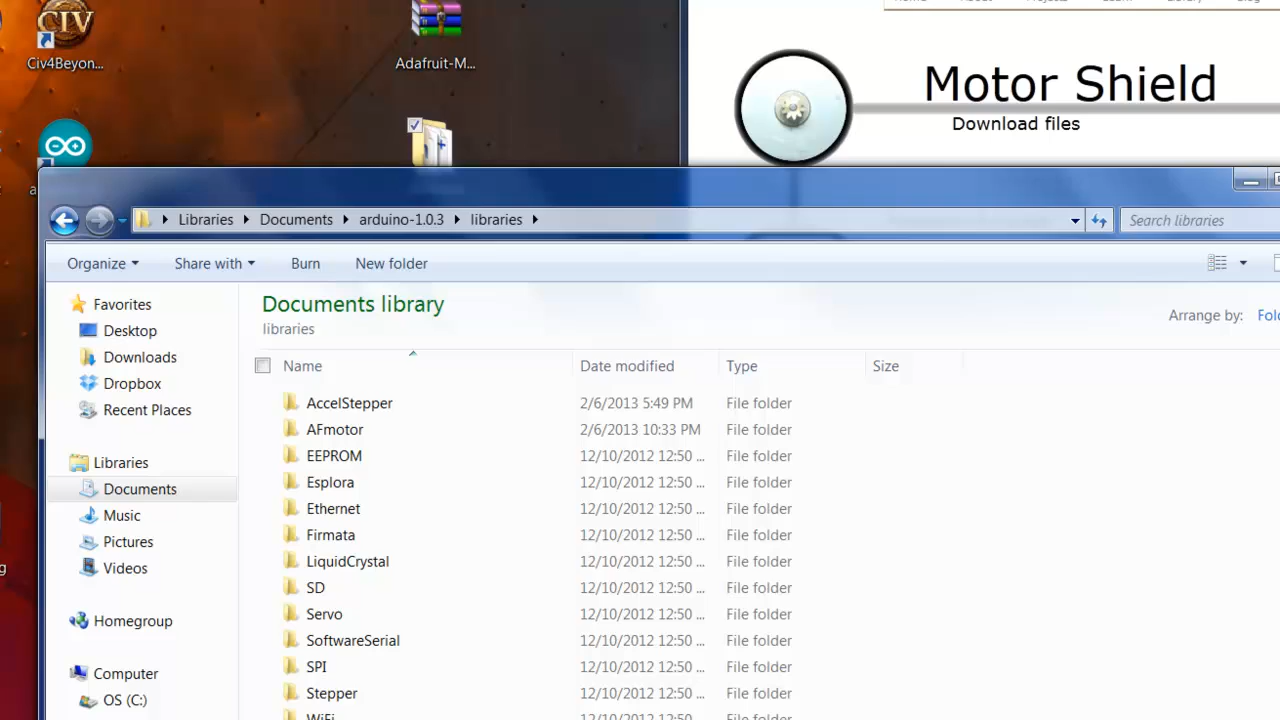 CIV
Civ4Beyon...
Adafruit-M...
Motor Shield
Download files
Libraries Documents arduino-1.0.3 libraries
Search libraries
Organize Share with Burn New folder
Documents library
libraries
Arrange by:
Name Date modified Type Size
Favorites
Desktop
Downloads
Dropbox
Recent Places
Libraries
Documents
Music
Pictures
Videos
Homegroup
Computer
OS (C:)
AccelStepper 2/6/2013 5:49 PM File folder
AFmotor 2/6/2013 10:33 PM File folder
EEPROM 12/10/2012 12:50 ... File folder
Esplora 12/10/2012 12:50 ... File folder
Ethernet 12/10/2012 12:50 ... File folder
Firmata 12/10/2012 12:50 ... File folder
LiquidCrystal 12/10/2012 12:50 ... File folder
SD 12/10/2012 12:50 ... File folder
Servo 12/10/2012 12:50 ... File folder
SoftwareSerial 12/10/2012 12:50 ... File folder
SPI 12/10/2012 12:50 ... File folder
Stepper 12/10/2012 12:50 ... File folder
WiFi